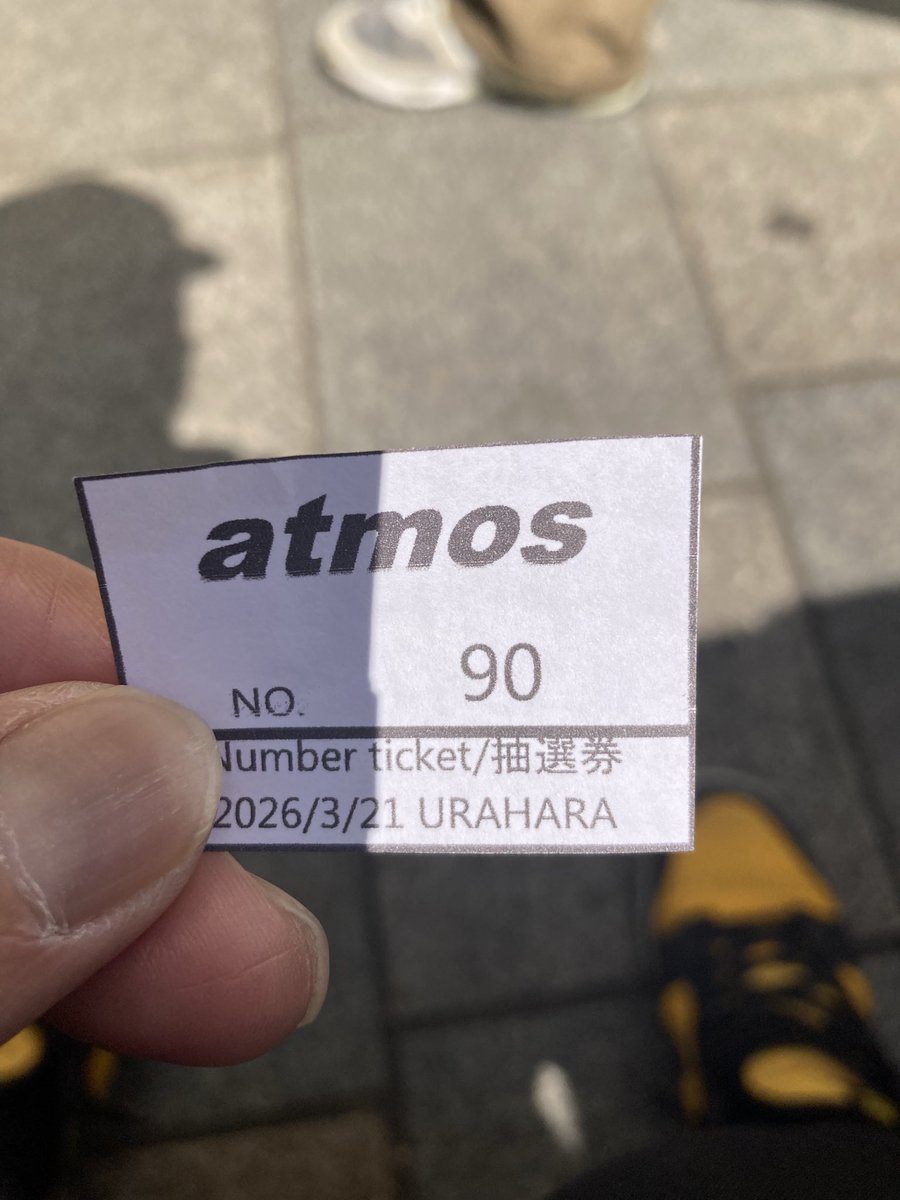 atmos
NO. 90
Number ticket/抽選券
2026/3/21 URAHARA